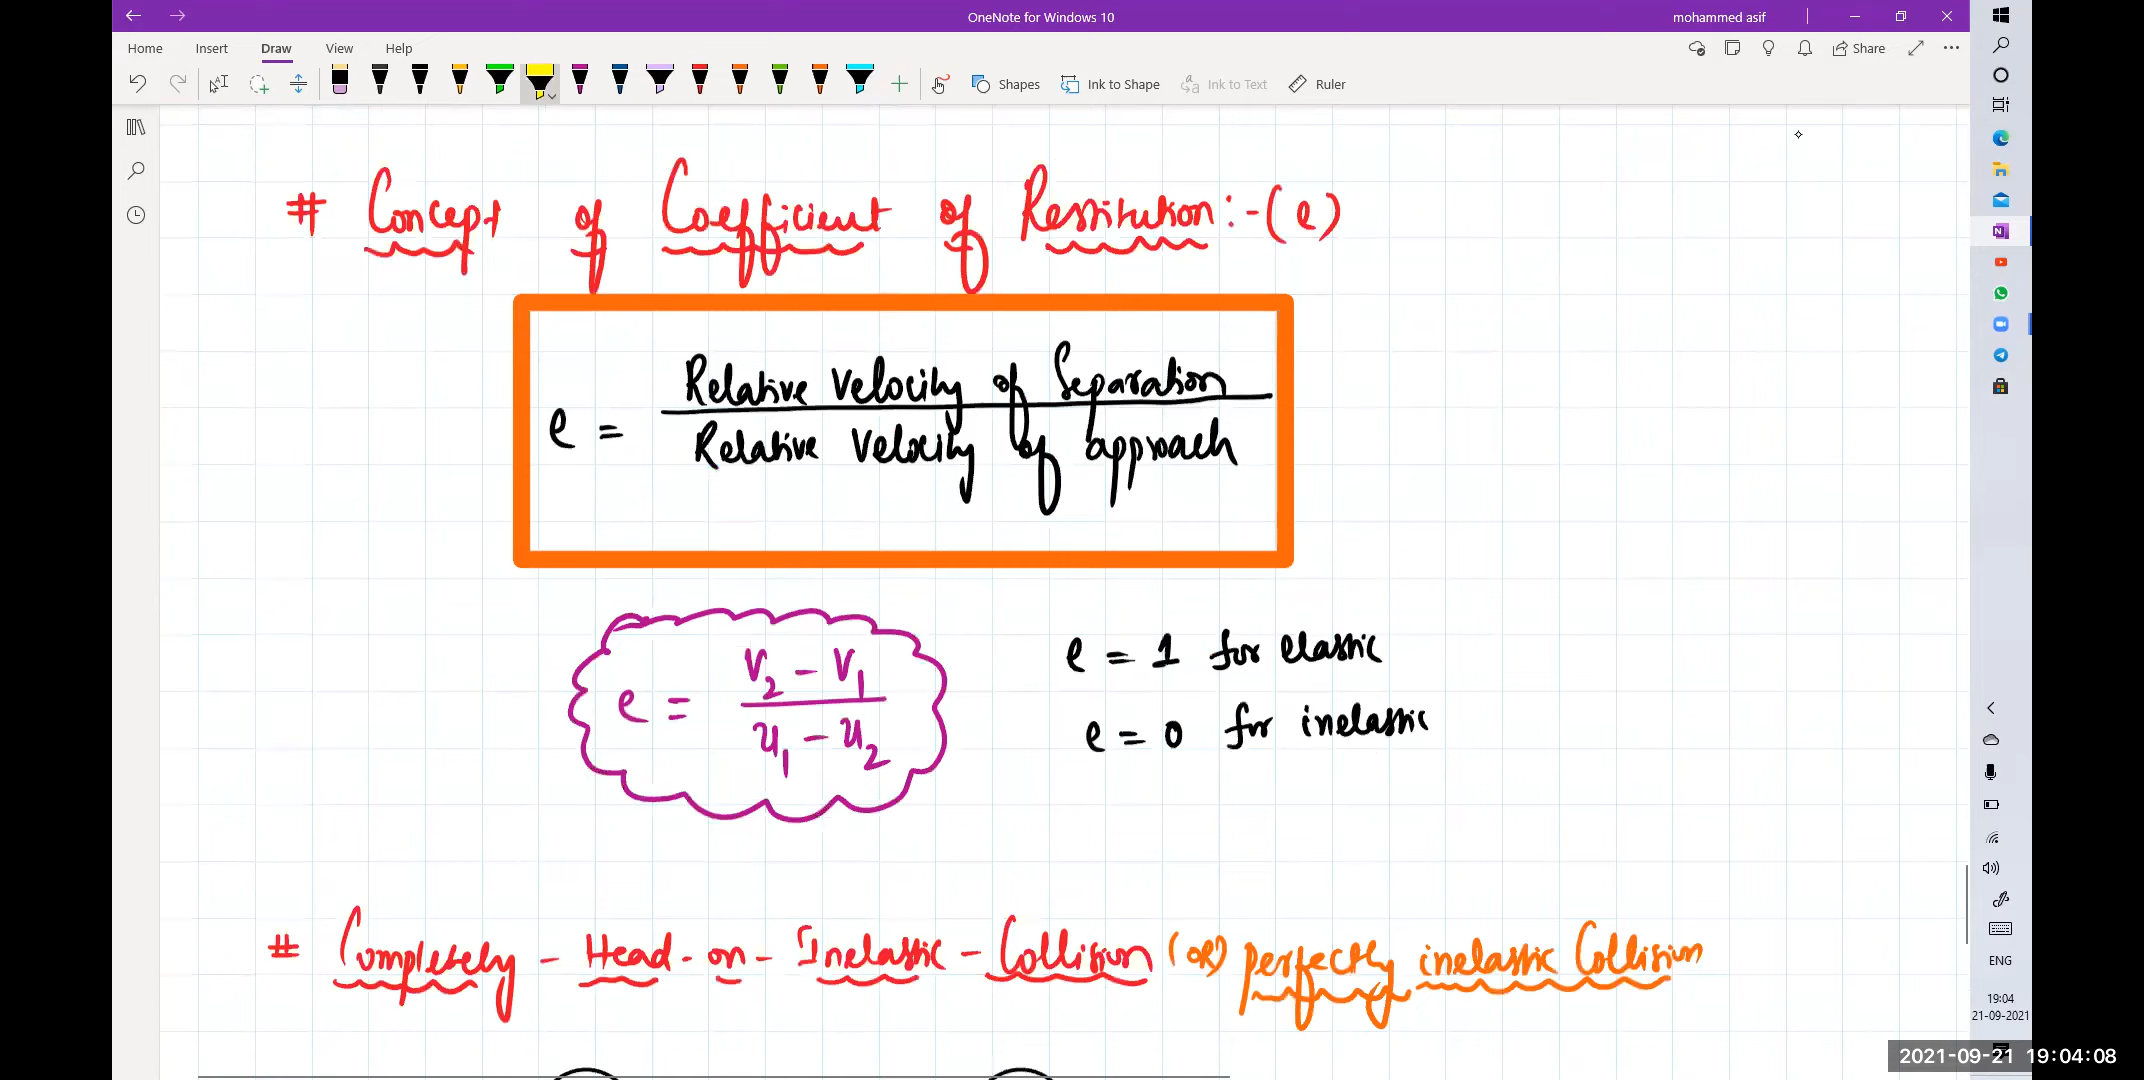 OneNote for Windows 10
mohammed asif
Home Insert Draw View Help
Share
Shapes Ink to Shape Ink to Text Ruler
# Concept of Coefficient of Restitution:-(e)
e = Relative Velocity of Separation
Relative Velocity of approach
e = V2 - V1
u1 - u2
e = 1 for elastic
e = 0 for inelastic
# Completely - Head - on - Inelastic - Collision (OR) perfectly inelastic Collision
ENG
19:04
21-09-2021
2021-09-21 19:04:08